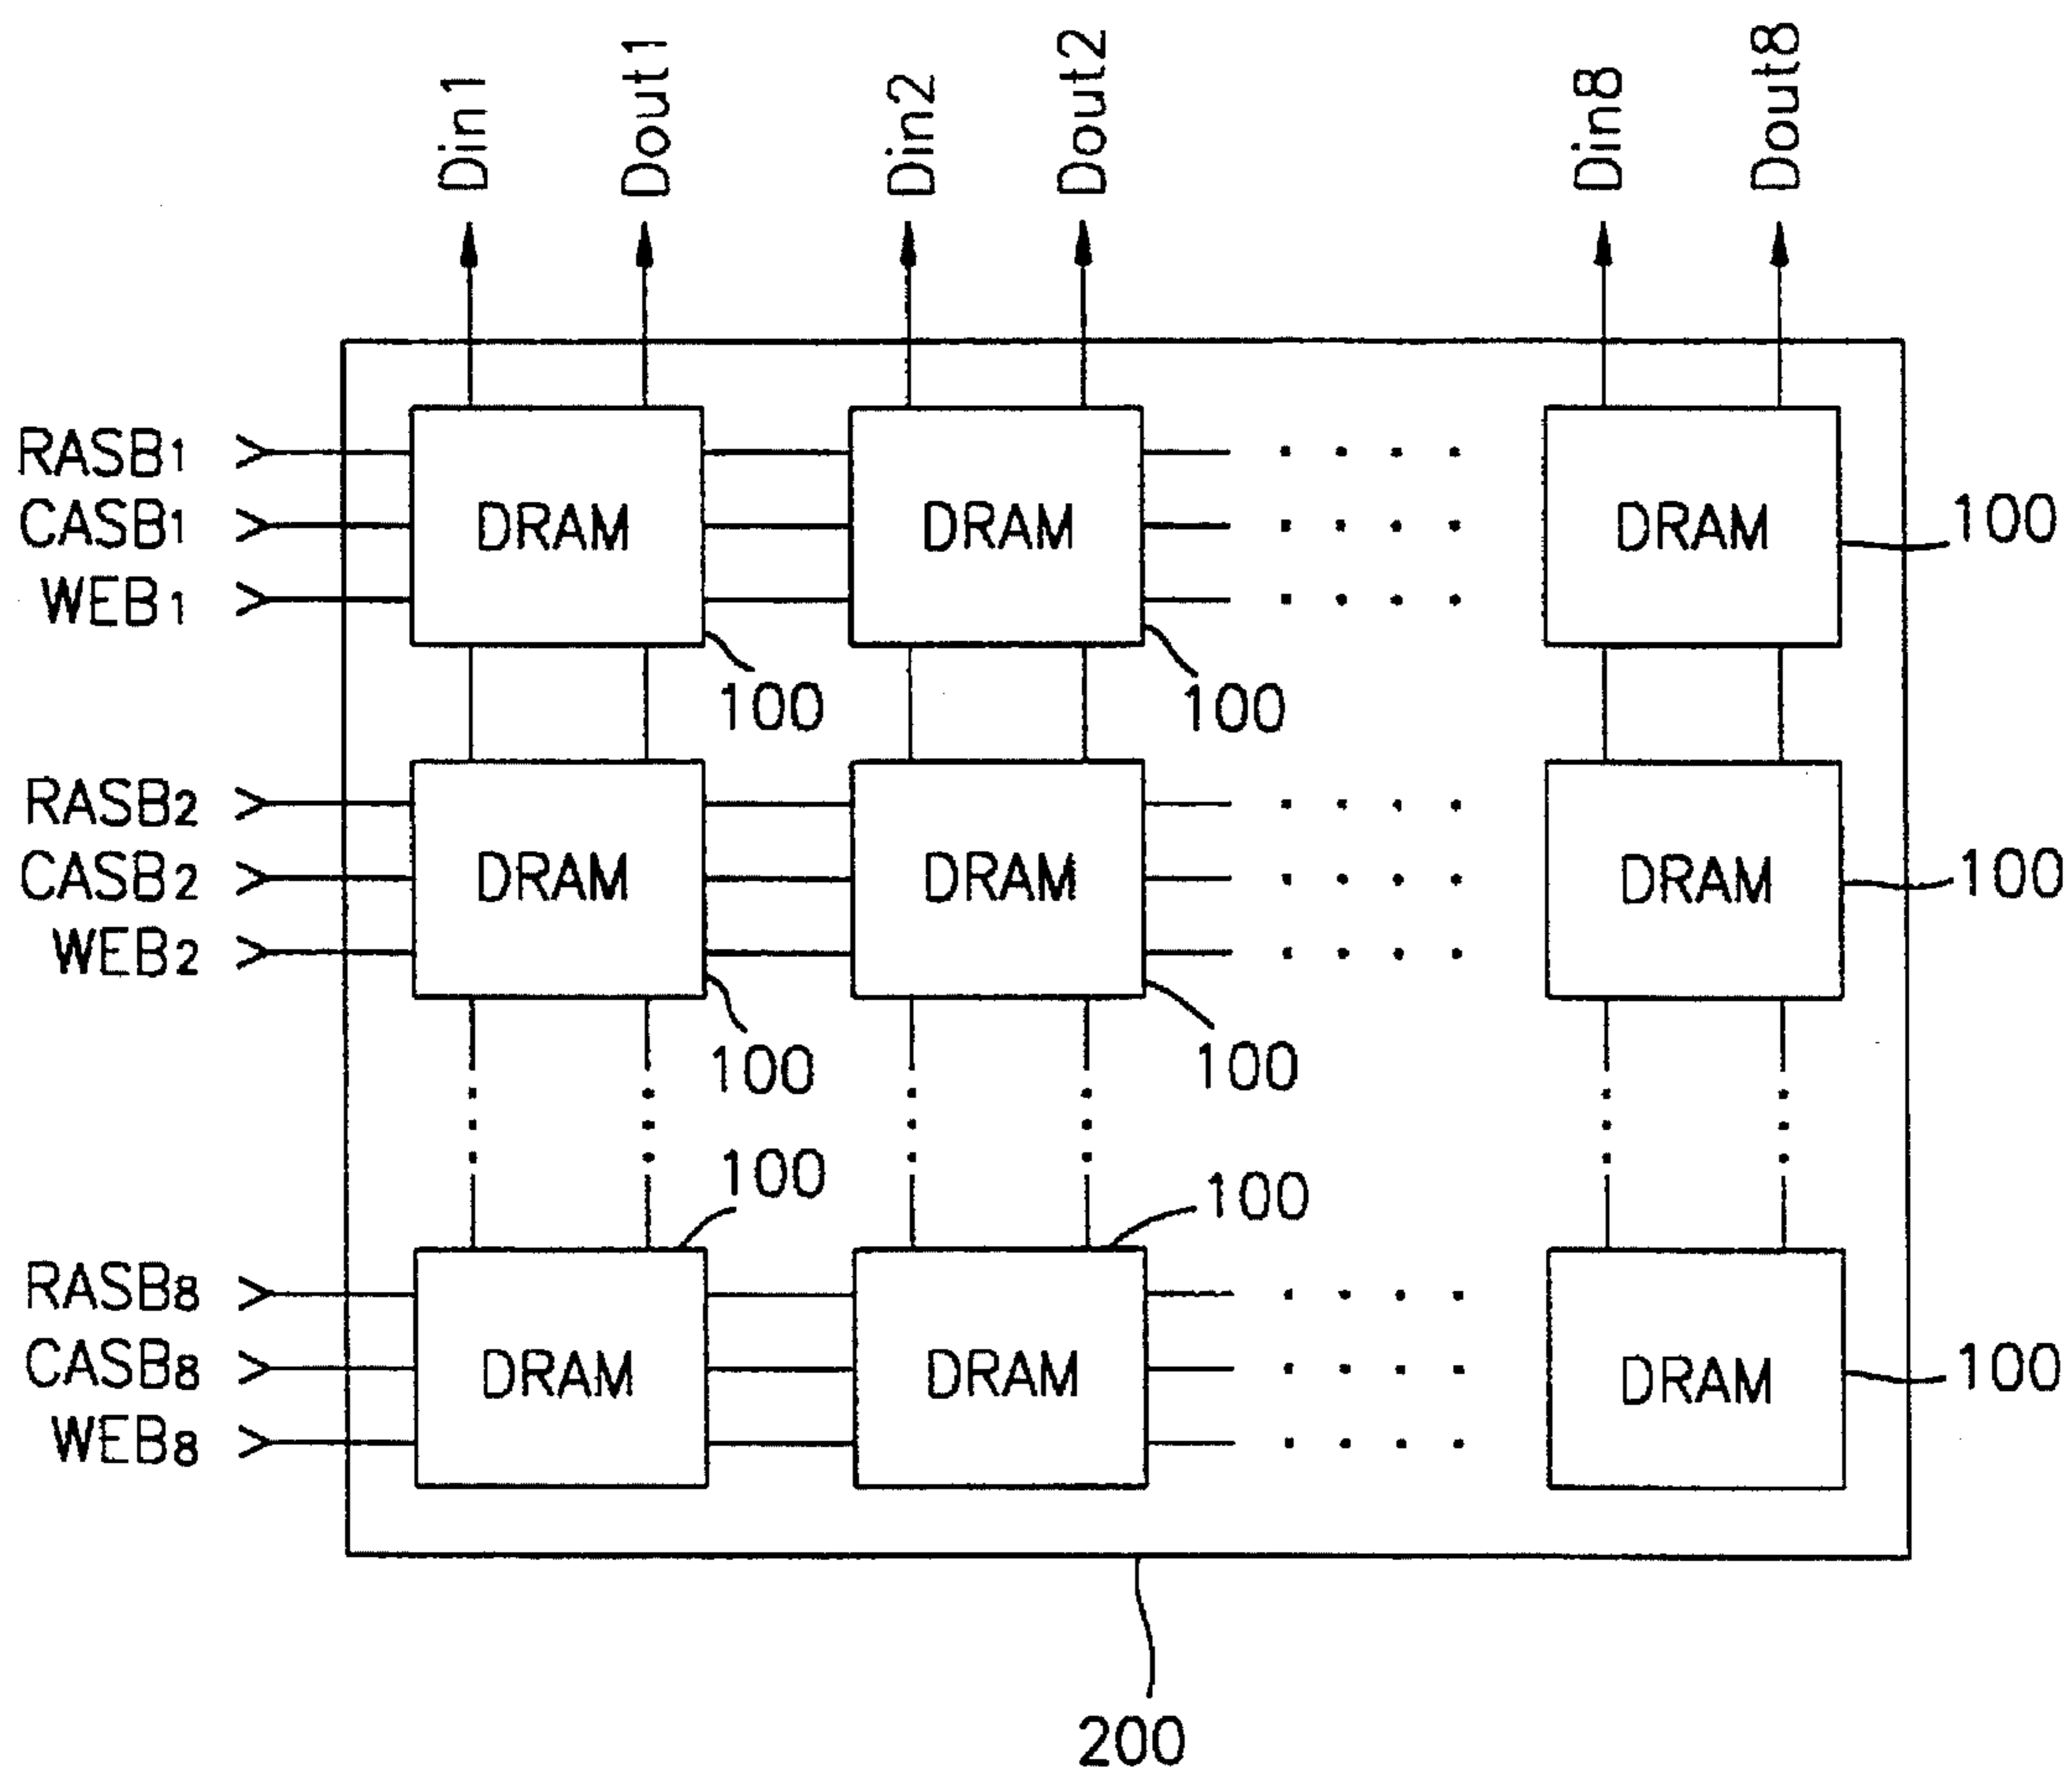 Din1 Dout1 Din2 Dout2 Din8 Dout8
RASB1
CASB1
WEB1
DRAM DRAM DRAM 100
100 100
RASB2
CASB2
WEB2
DRAM DRAM DRAM 100
100 100
100 100
RASB8
CASB8
WEB8
DRAM DRAM DRAM 100
200